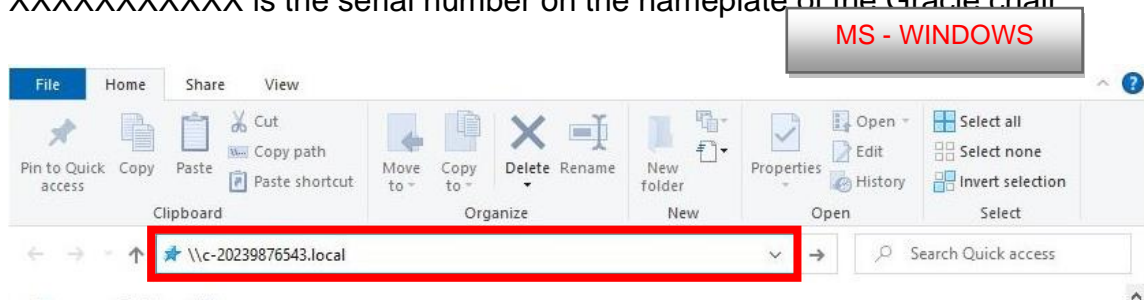 XXXXXXXXXXX is the serial number on the nameplate of the Gracie chair
MS - WINDOWS
File Home Share View
Pin to Quick access
Copy
Paste
Cut
Copy path
Paste shortcut
Move to
Copy to
Delete
Rename
New folder
Properties
Open
Edit
History
Select all
Select none
Invert selection
Clipboard Organize New Open Select
\\c-20239876543.local
Search Quick access